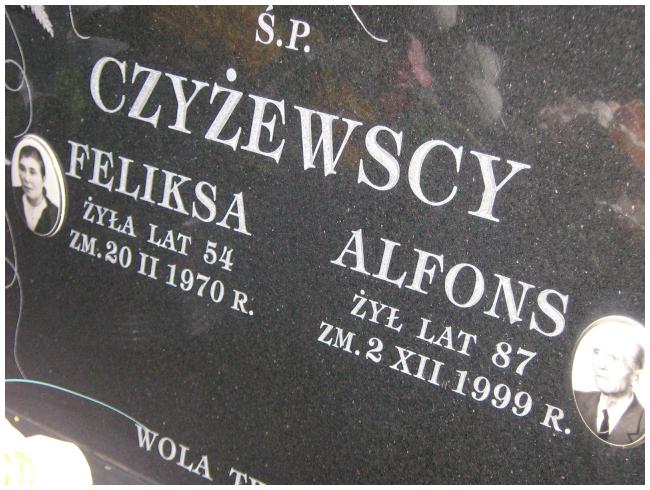 Ś.P.
CZYŻEWSCY
FELIKSA
ŻYŁA LAT 54
ZM. 20 II 1970 R.
ALFONS
ŻYŁ LAT 87
ZM. 2 XII 1999 R.
WOLA